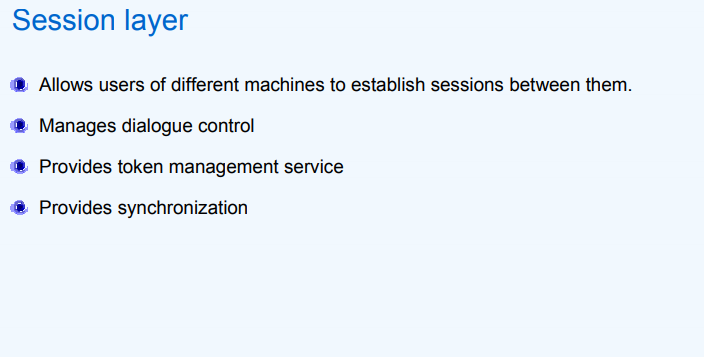 Session layer
Allows users of different machines to establish sessions between them.
Manages dialogue control
Provides token management service
Provides synchronization